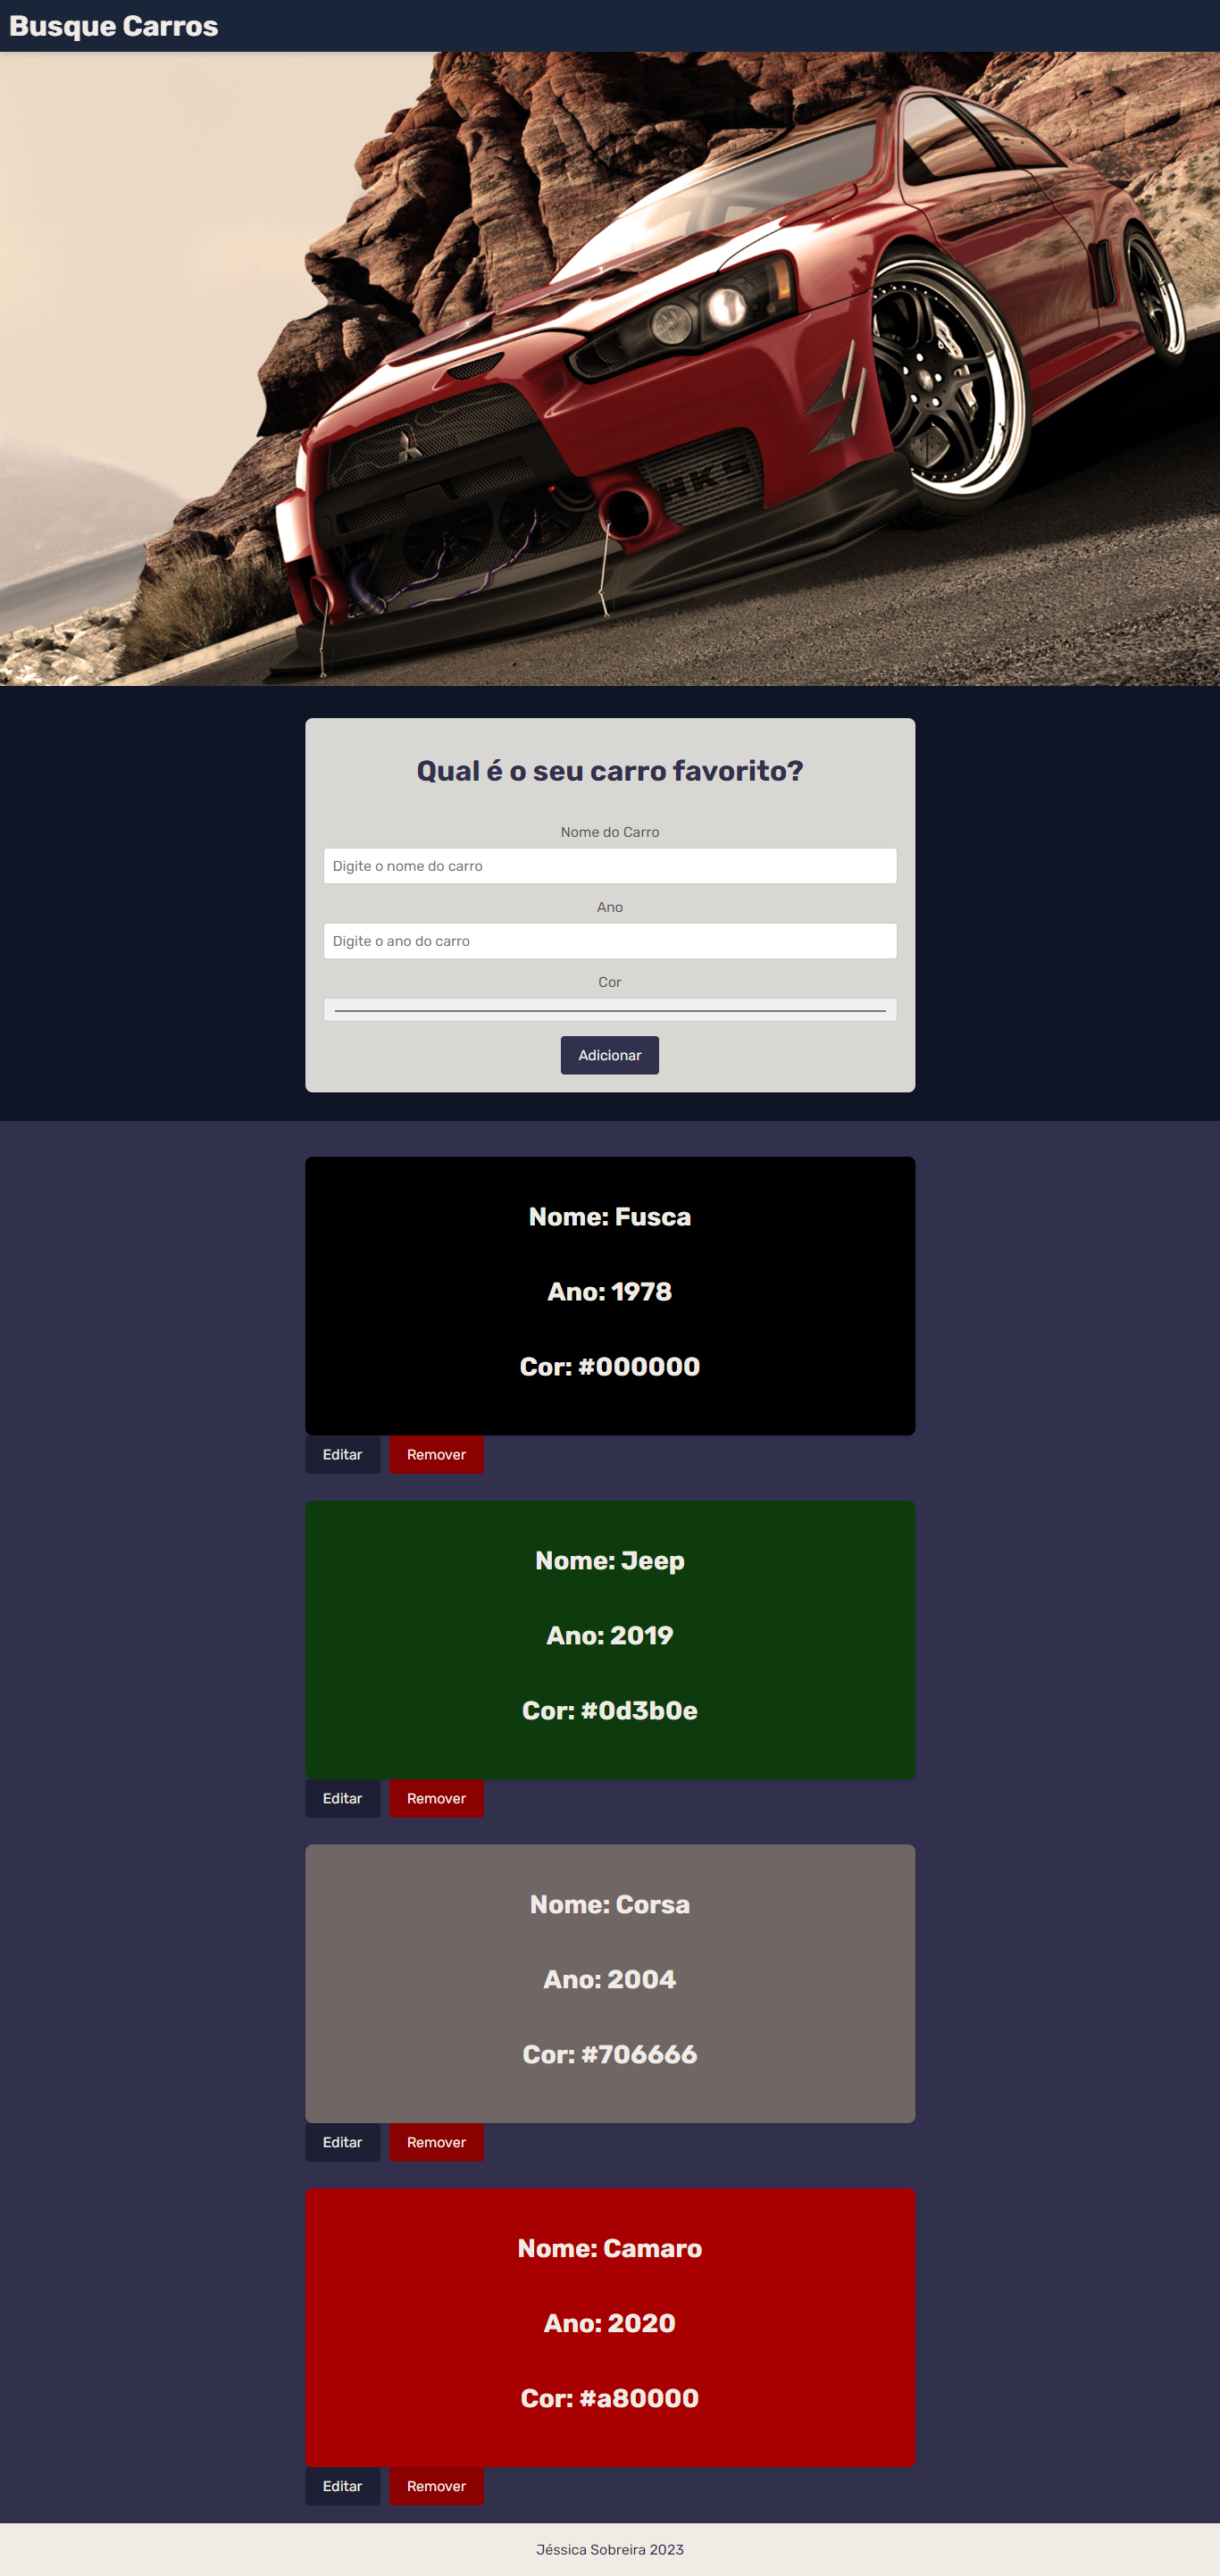 Busque Carros
HKS
Qual é o seu carro favorito?
Nome do Carro
Digite o nome do carro
Ano
Digite o ano do carro
Cor
Adicionar
Nome: Fusca
Ano: 1978
Cor: #000000
Editar Remover
Nome: Jeep
Ano: 2019
Cor: #0d3b0e
Editar Remover
Nome: Corsa
Ano: 2004
Cor: #706666
Editar Remover
Nome: Camaro
Ano: 2020
Cor: #a80000
Editar Remover
Jéssica Sobreira 2023